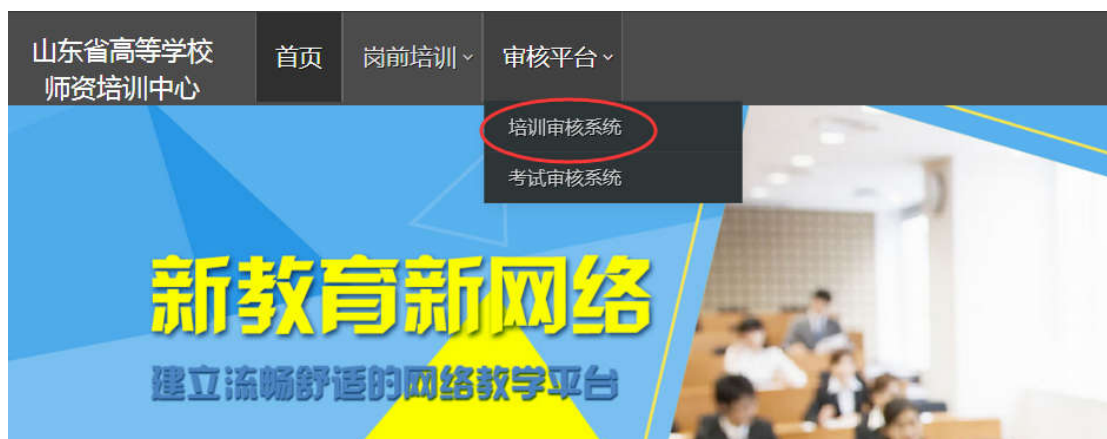 山东省高等学校
师资培训中心
首页
岗前培训
审核平台
培训审核系统
考试审核系统
新教育新网络
建立流畅舒适的网络教学平台